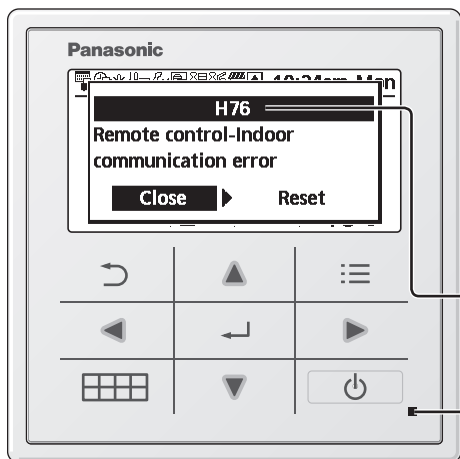 Panasonic
H76
Remote control-Indoor
communication error
Close Reset